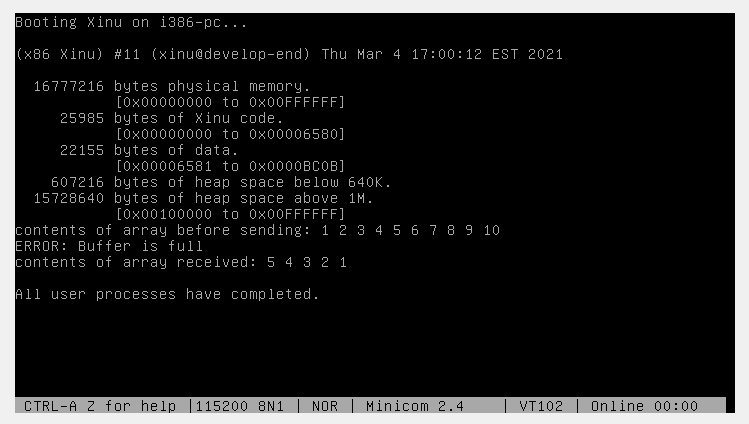 Booting Xinu on i386-pc...
(x86 Xinu) #11 (xinu@develop-end) Thu Mar 4 17:00:12 EST 2021
16777216 bytes physical memory.
[0x00000000 to 0x00FFFFFF]
25985 bytes of Xinu code.
[0x00000000 to 0x00006580]
22155 bytes of data.
[0x00006581 to 0x0000BC0B]
607216 bytes of heap space below 640K.
15728640 bytes of heap space above 1M.
[0x00100000 to 0x00FFFFFF]
contents of array before sending: 1 2 3 4 5 6 7 8 9 10
ERROR: Buffer is full
contents of array received: 5 4 3 2 1
All user processes have completed.
CTRL-A Z for help |115200 8N1 | NOR | Minicom 2.4 | VT102 | Online 00:00